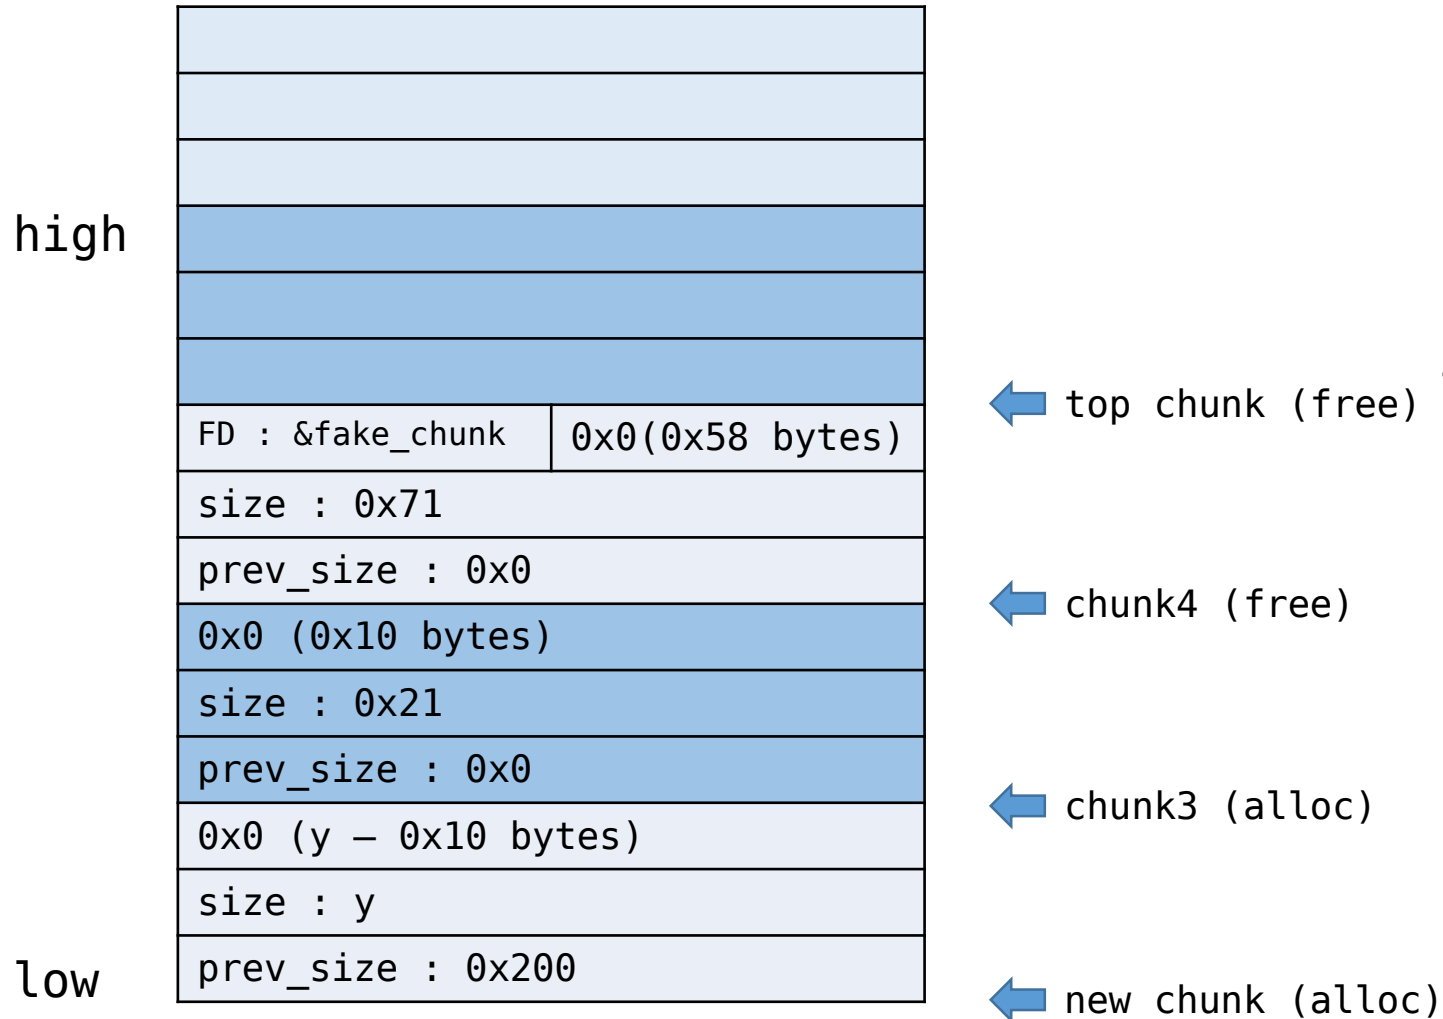 high
top chunk (free)
FD : &fake_chunk 0x0(0x58 bytes)
size : 0x71
prev_size : 0x0
chunk4 (free)
0x0 (0x10 bytes)
size : 0x21
prev_size : 0x0
chunk3 (alloc)
0x0 (y – 0x10 bytes)
size : y
prev_size : 0x200
low
new chunk (alloc)